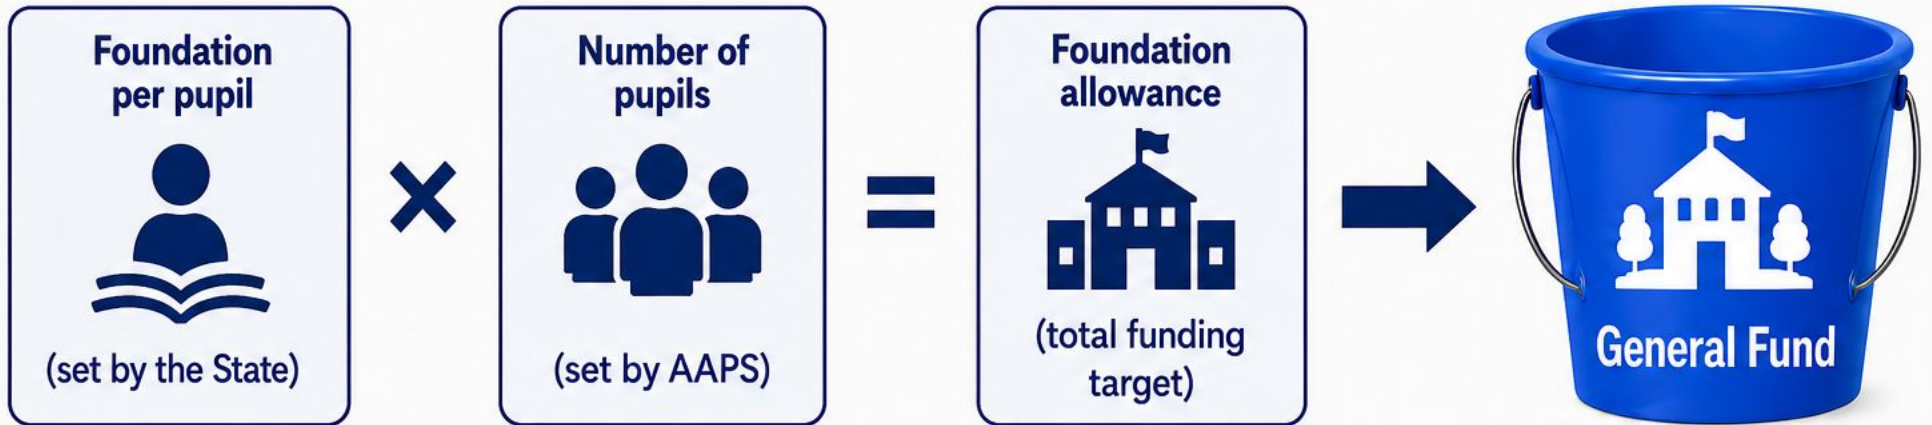 Foundation
per pupil
(set by the State)
×
Number of
pupils
(set by AAPS)
=
Foundation
allowance
(total funding
target)
General Fund